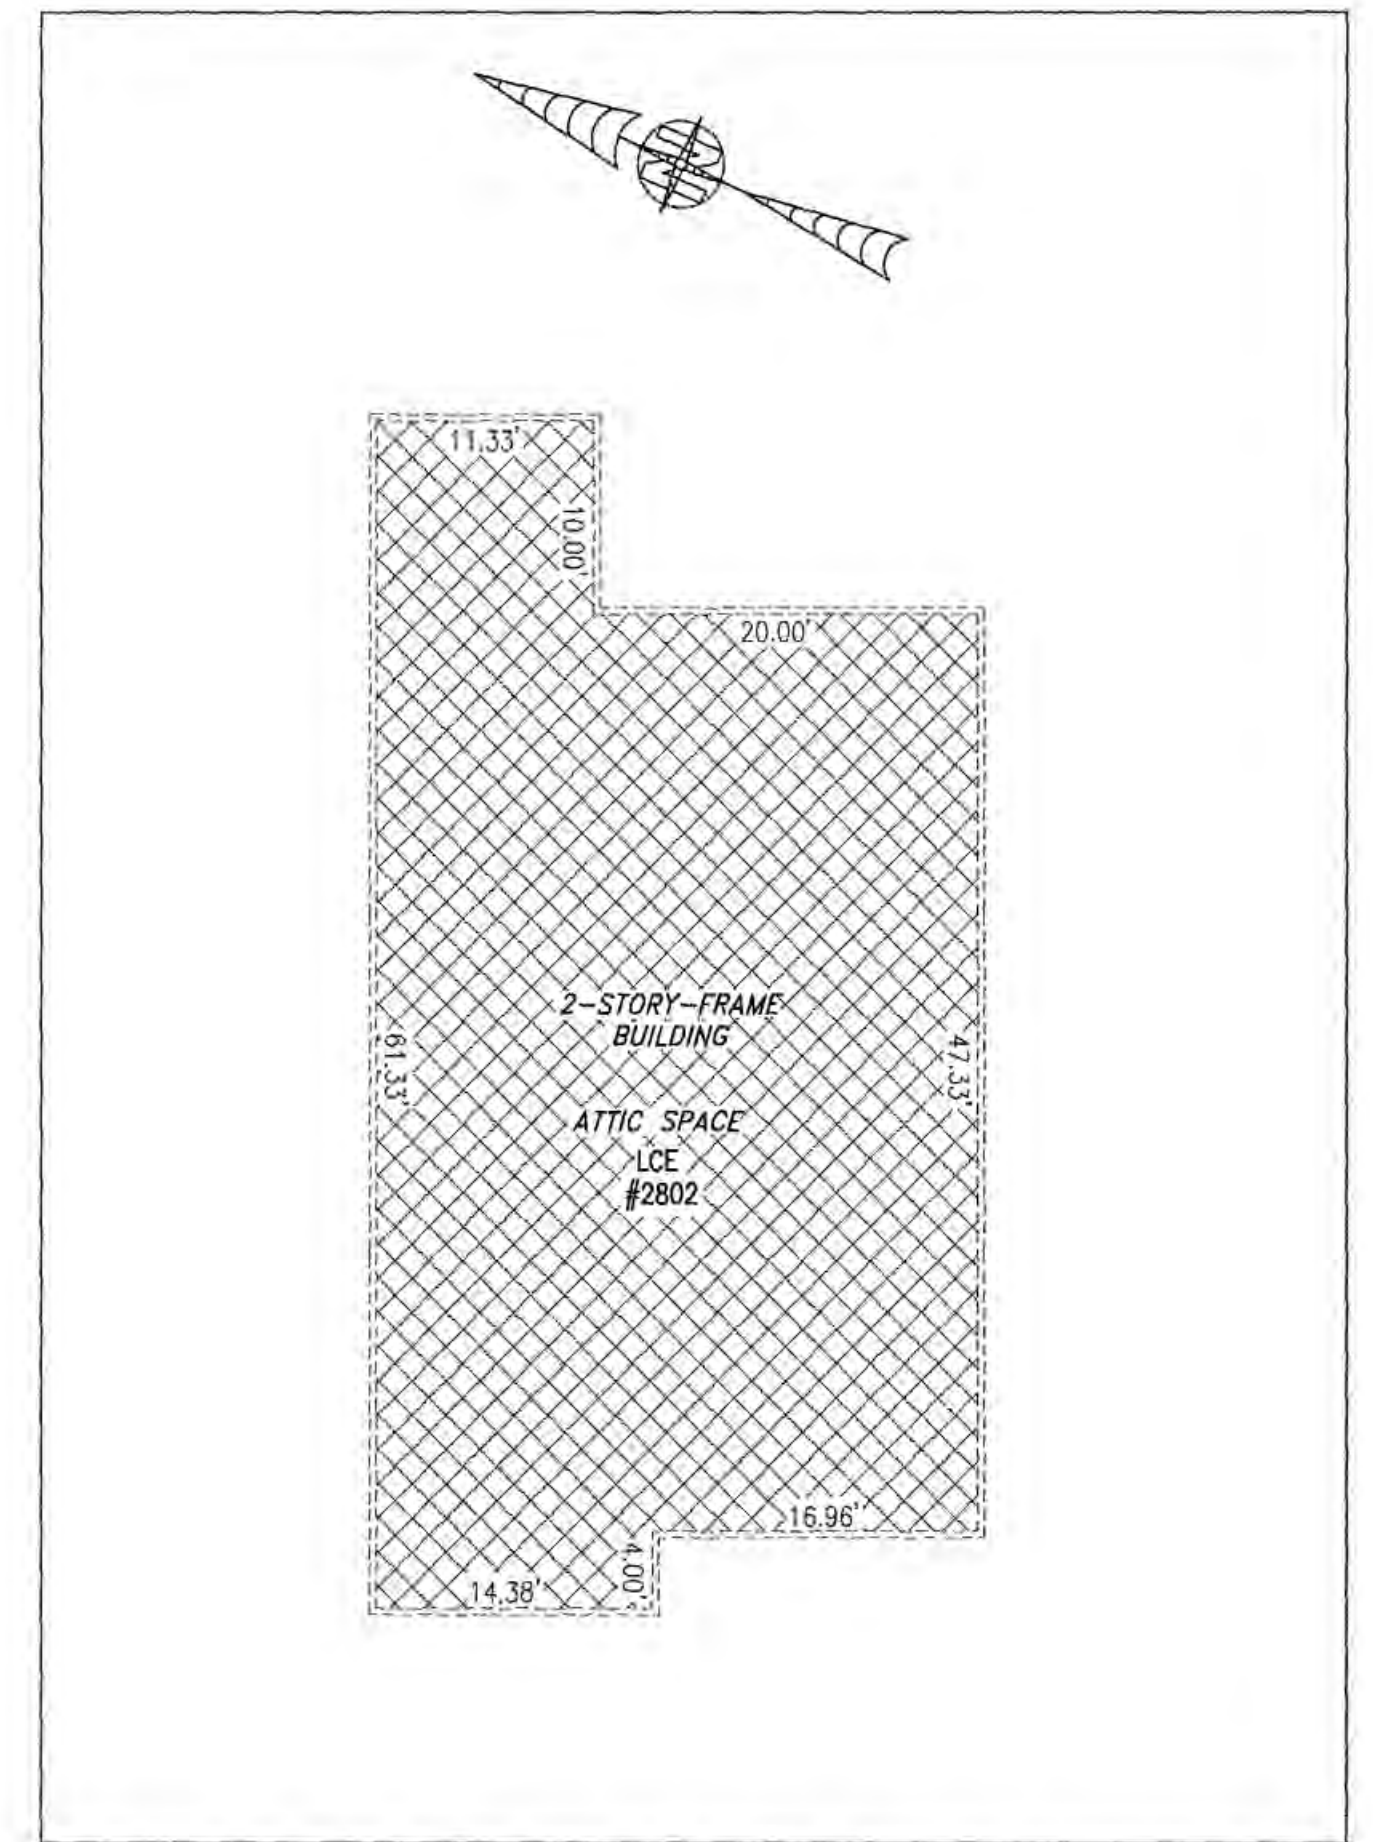 N
11.33'
10.00'
20.00'
2-STORY-FRAME
BUILDING
61.33'
47.33'
ATTIC SPACE
LCE
#2802
16.96'
4.00'
14.38'